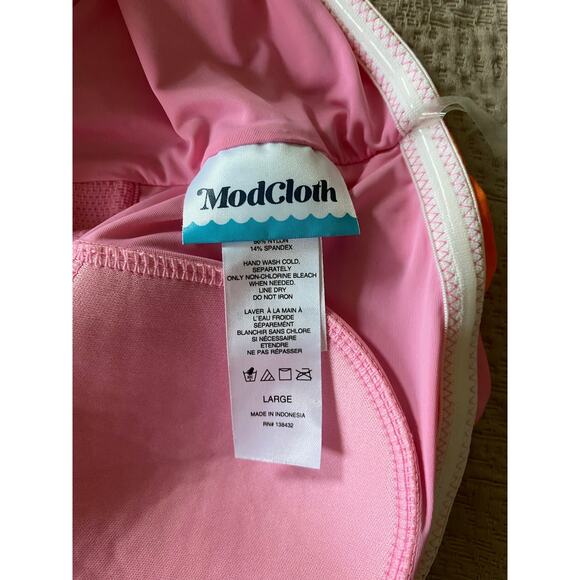 ModCloth
NYLON
14% SPANDEX
HAND WASH COLD,
SEPARATELY
ONLY NON-CHLORINE BLEACH
WHEN NEEDED.
LINE DRY
DO NOT IRON
LAVER À LA MAIN À
L'EAU FROIDE
SÉPARÉMENT
BLANCHIR SANS CHLORE
SI NÉCESSAIRE
ETENDRE
NE PAS REPASSER
LARGE
MADE IN INDONESIA
RN# 138432